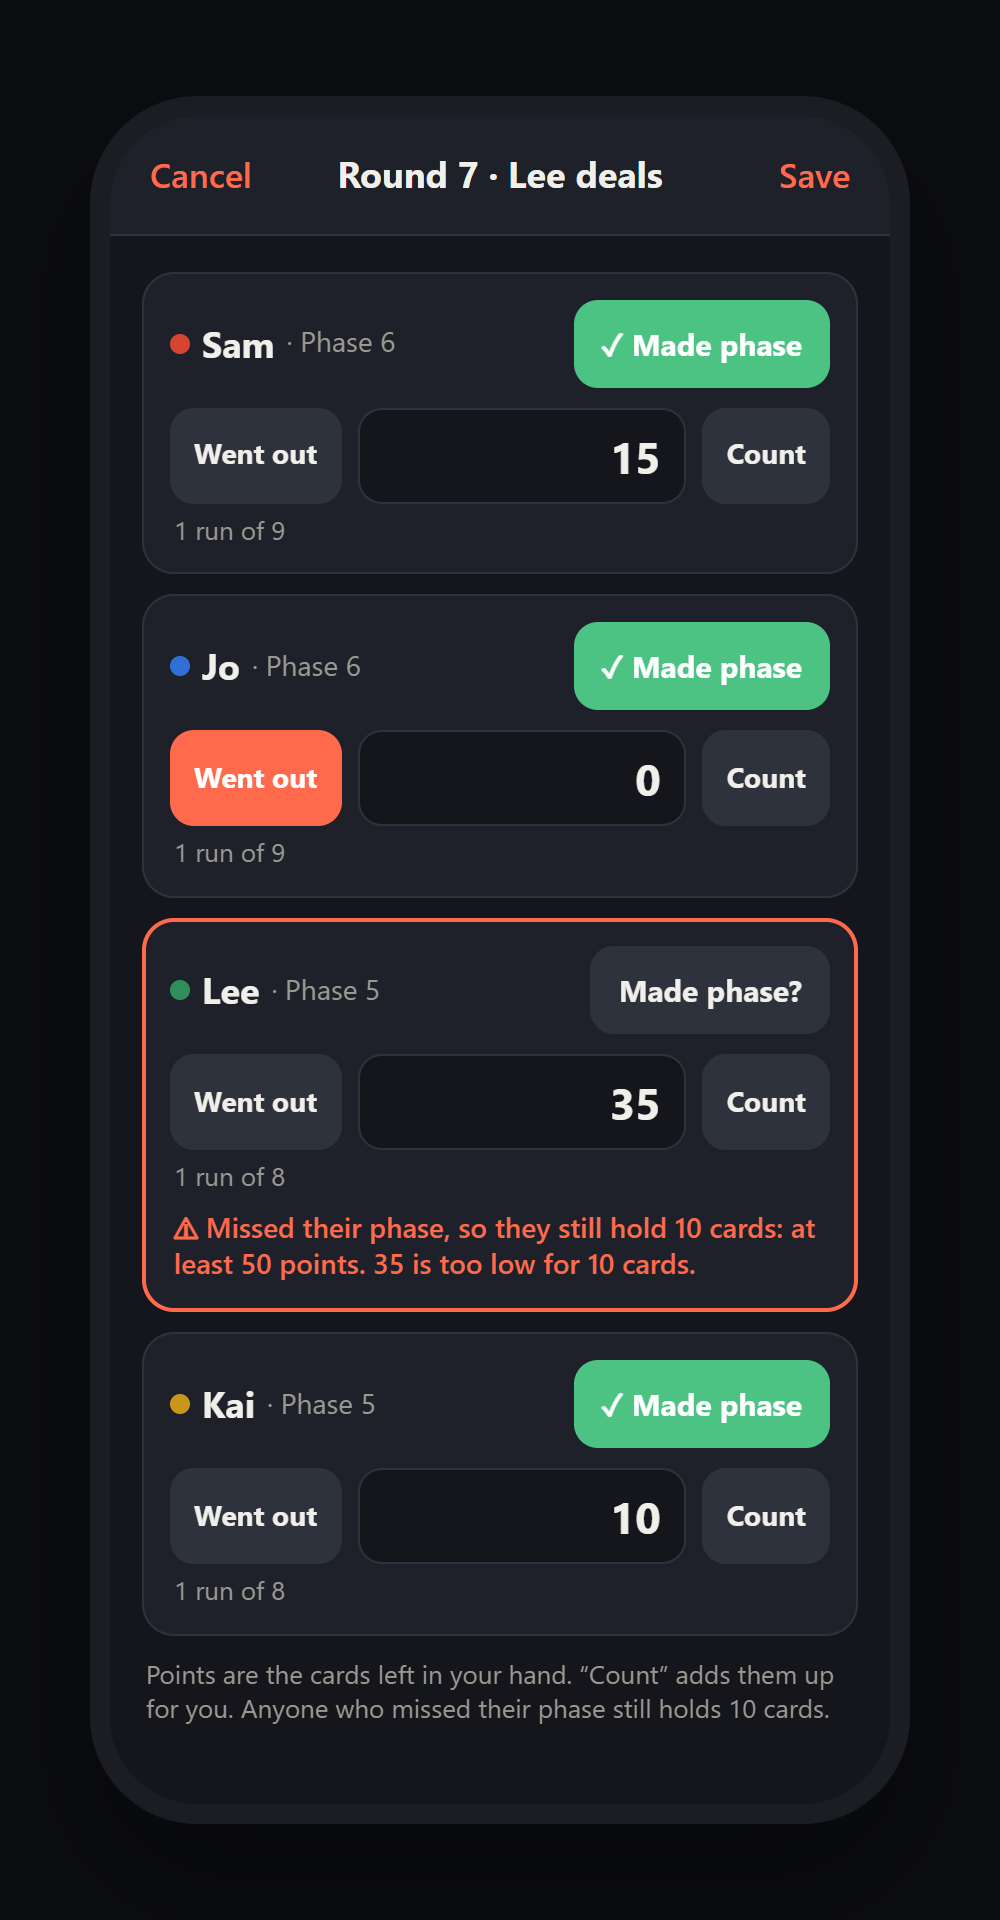 Cancel Round 7 · Lee deals Save
Sam · Phase 6 ✓ Made phase
Went out 15 Count
1 run of 9
Jo · Phase 6 ✓ Made phase
Went out 0 Count
1 run of 9
Lee · Phase 5 Made phase?
Went out 35 Count
1 run of 8
⚠ Missed their phase, so they still hold 10 cards: at
least 50 points. 35 is too low for 10 cards.
Kai · Phase 5 ✓ Made phase
Went out 10 Count
1 run of 8
Points are the cards left in your hand. “Count” adds them up
for you. Anyone who missed their phase still holds 10 cards.